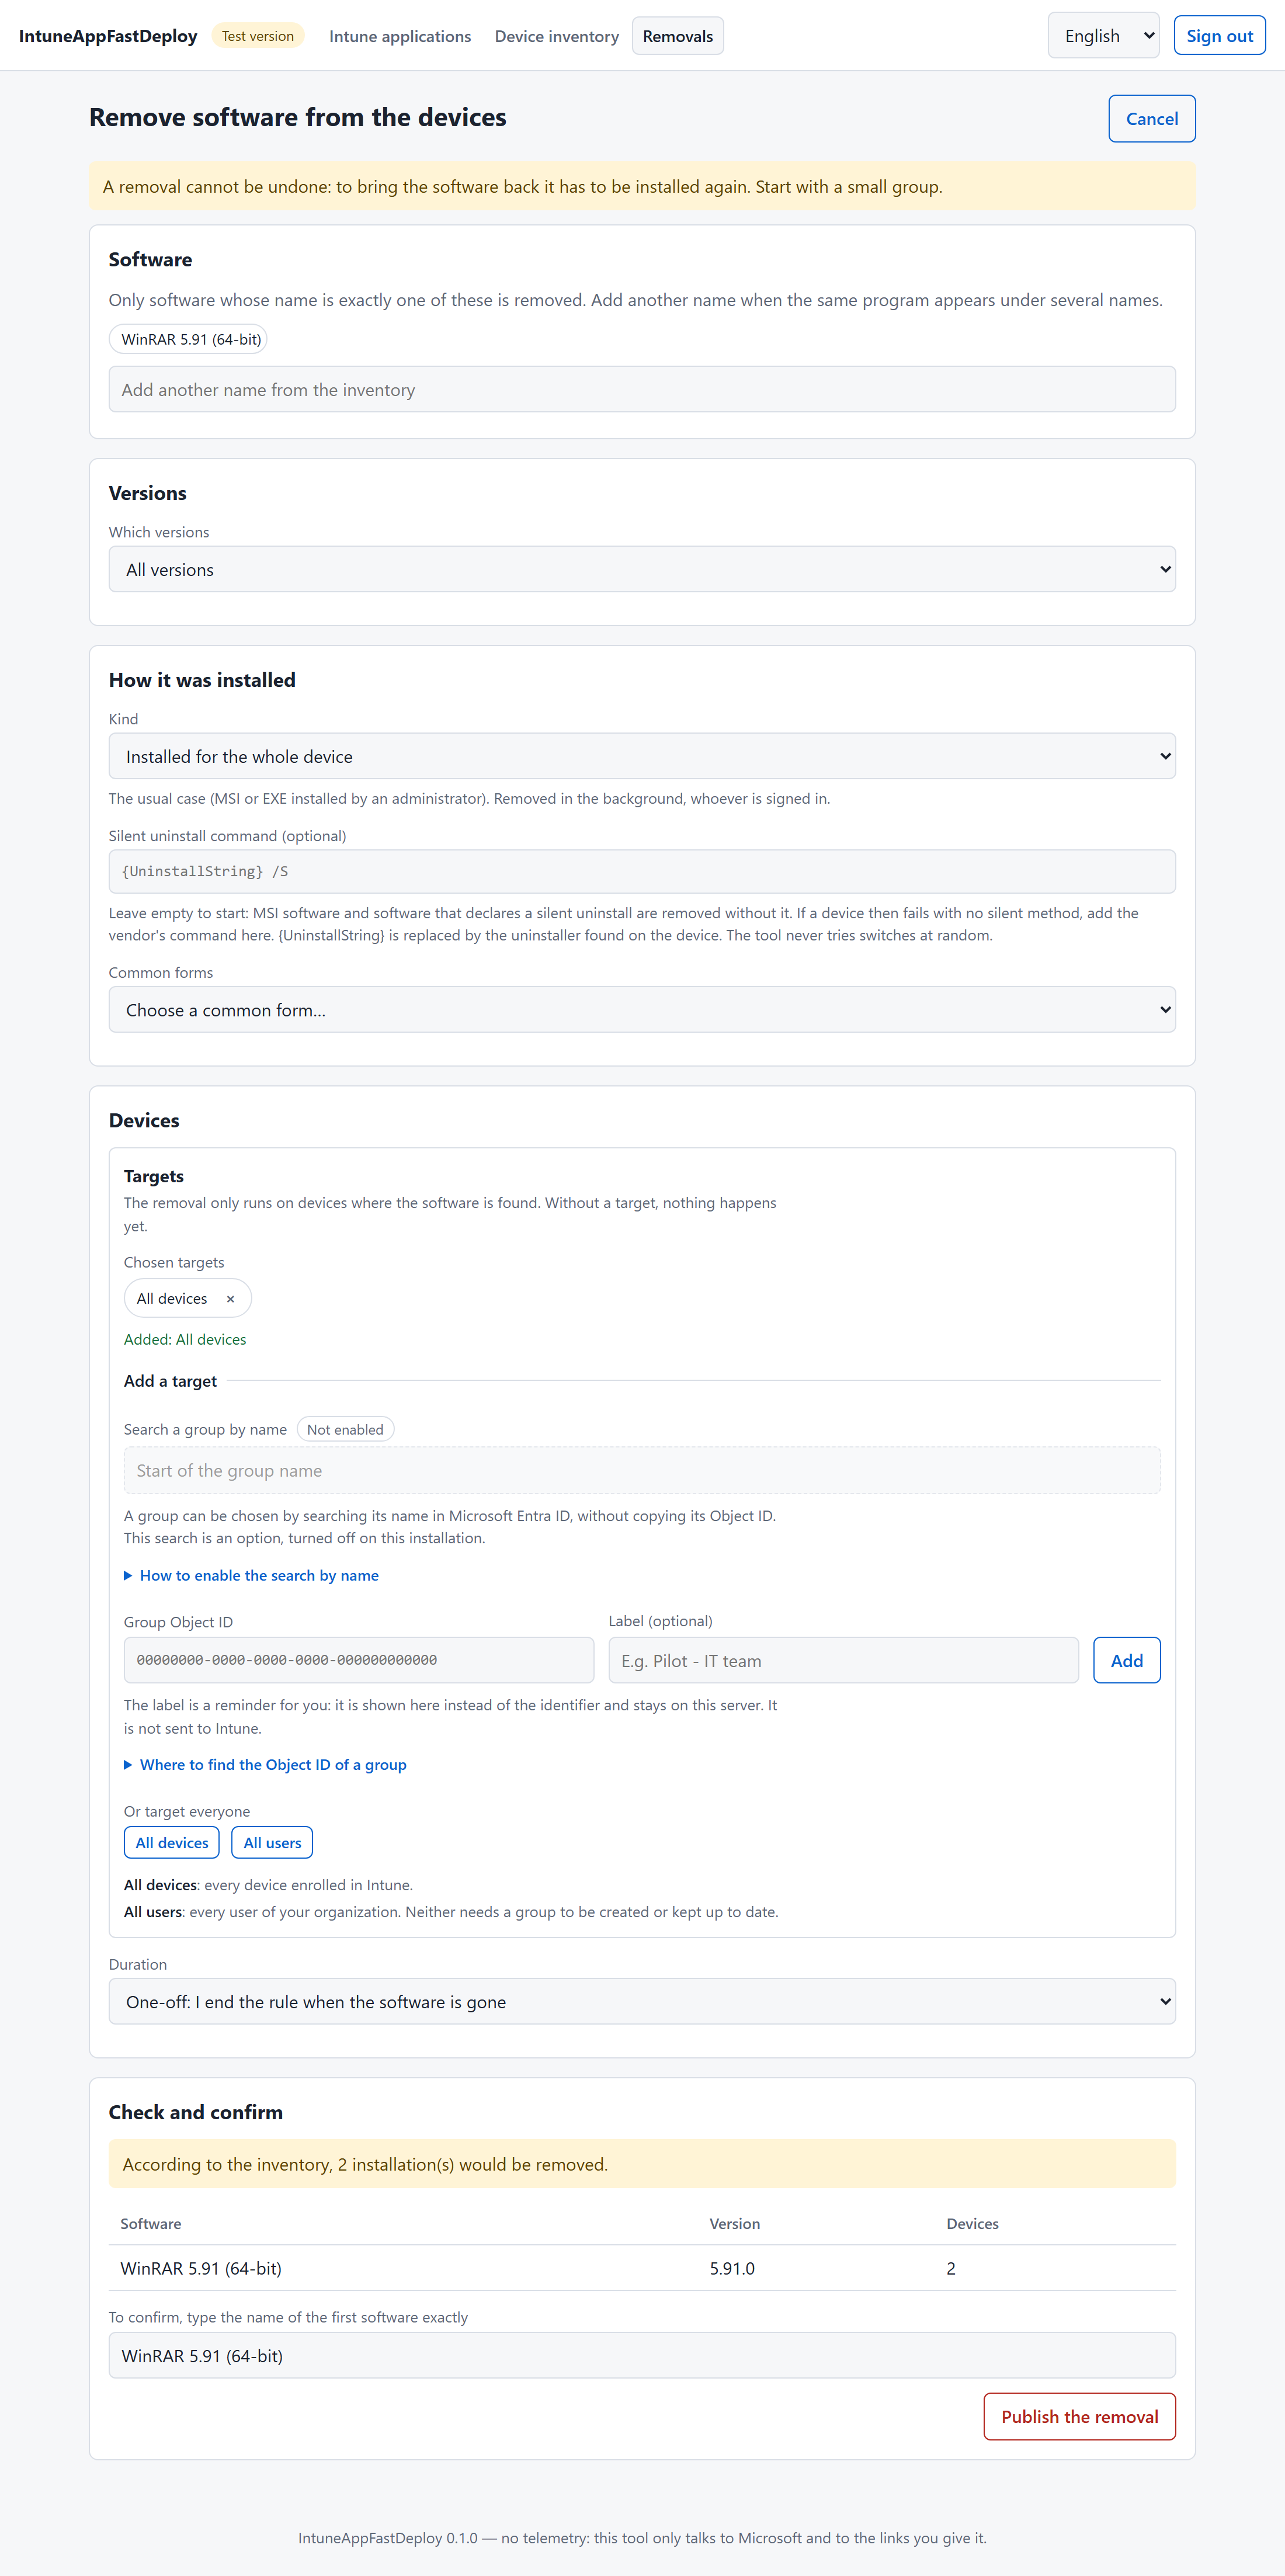 IntuneAppFastDeploy
Test version
Intune applications
Device inventory
Removals
English
Sign out
Remove software from the devices
Cancel
A removal cannot be undone: to bring the software back it has to be installed again. Start with a small group.
Software
Only software whose name is exactly one of these is removed. Add another name when the same program appears under several names.
WinRAR 5.91 (64-bit)
Add another name from the inventory
Versions
Which versions
All versions
How it was installed
Kind
Installed for the whole device
The usual case (MSI or EXE installed by an administrator). Removed in the background, whoever is signed in.
Silent uninstall command (optional)
{UninstallString} /S
Leave empty to start: MSI software and software that declares a silent uninstall are removed without it. If a device then fails with no silent method, add the
vendor's command here. {UninstallString} is replaced by the uninstaller found on the device. The tool never tries switches at random.
Common forms
Choose a common form...
Devices
Targets
The removal only runs on devices where the software is found. Without a target, nothing happens
yet.
Chosen targets
All devices ×
Added: All devices
Add a target
Search a group by name Not enabled
Start of the group name
A group can be chosen by searching its name in Microsoft Entra ID, without copying its Object ID.
This search is an option, turned off on this installation.
How to enable the search by name
Group Object ID
Label (optional)
00000000-0000-0000-0000-000000000000
E.g. Pilot - IT team
Add
The label is a reminder for you: it is shown here instead of the identifier and stays on this server. It
is not sent to Intune.
Where to find the Object ID of a group
Or target everyone
All devices
All users
All devices: every device enrolled in Intune.
All users: every user of your organization. Neither needs a group to be created or kept up to date.
Duration
One-off: I end the rule when the software is gone
Check and confirm
According to the inventory, 2 installation(s) would be removed.
Software Version Devices
WinRAR 5.91 (64-bit) 5.91.0 2
To confirm, type the name of the first software exactly
WinRAR 5.91 (64-bit)
Publish the removal
IntuneAppFastDeploy 0.1.0 — no telemetry: this tool only talks to Microsoft and to the links you give it.